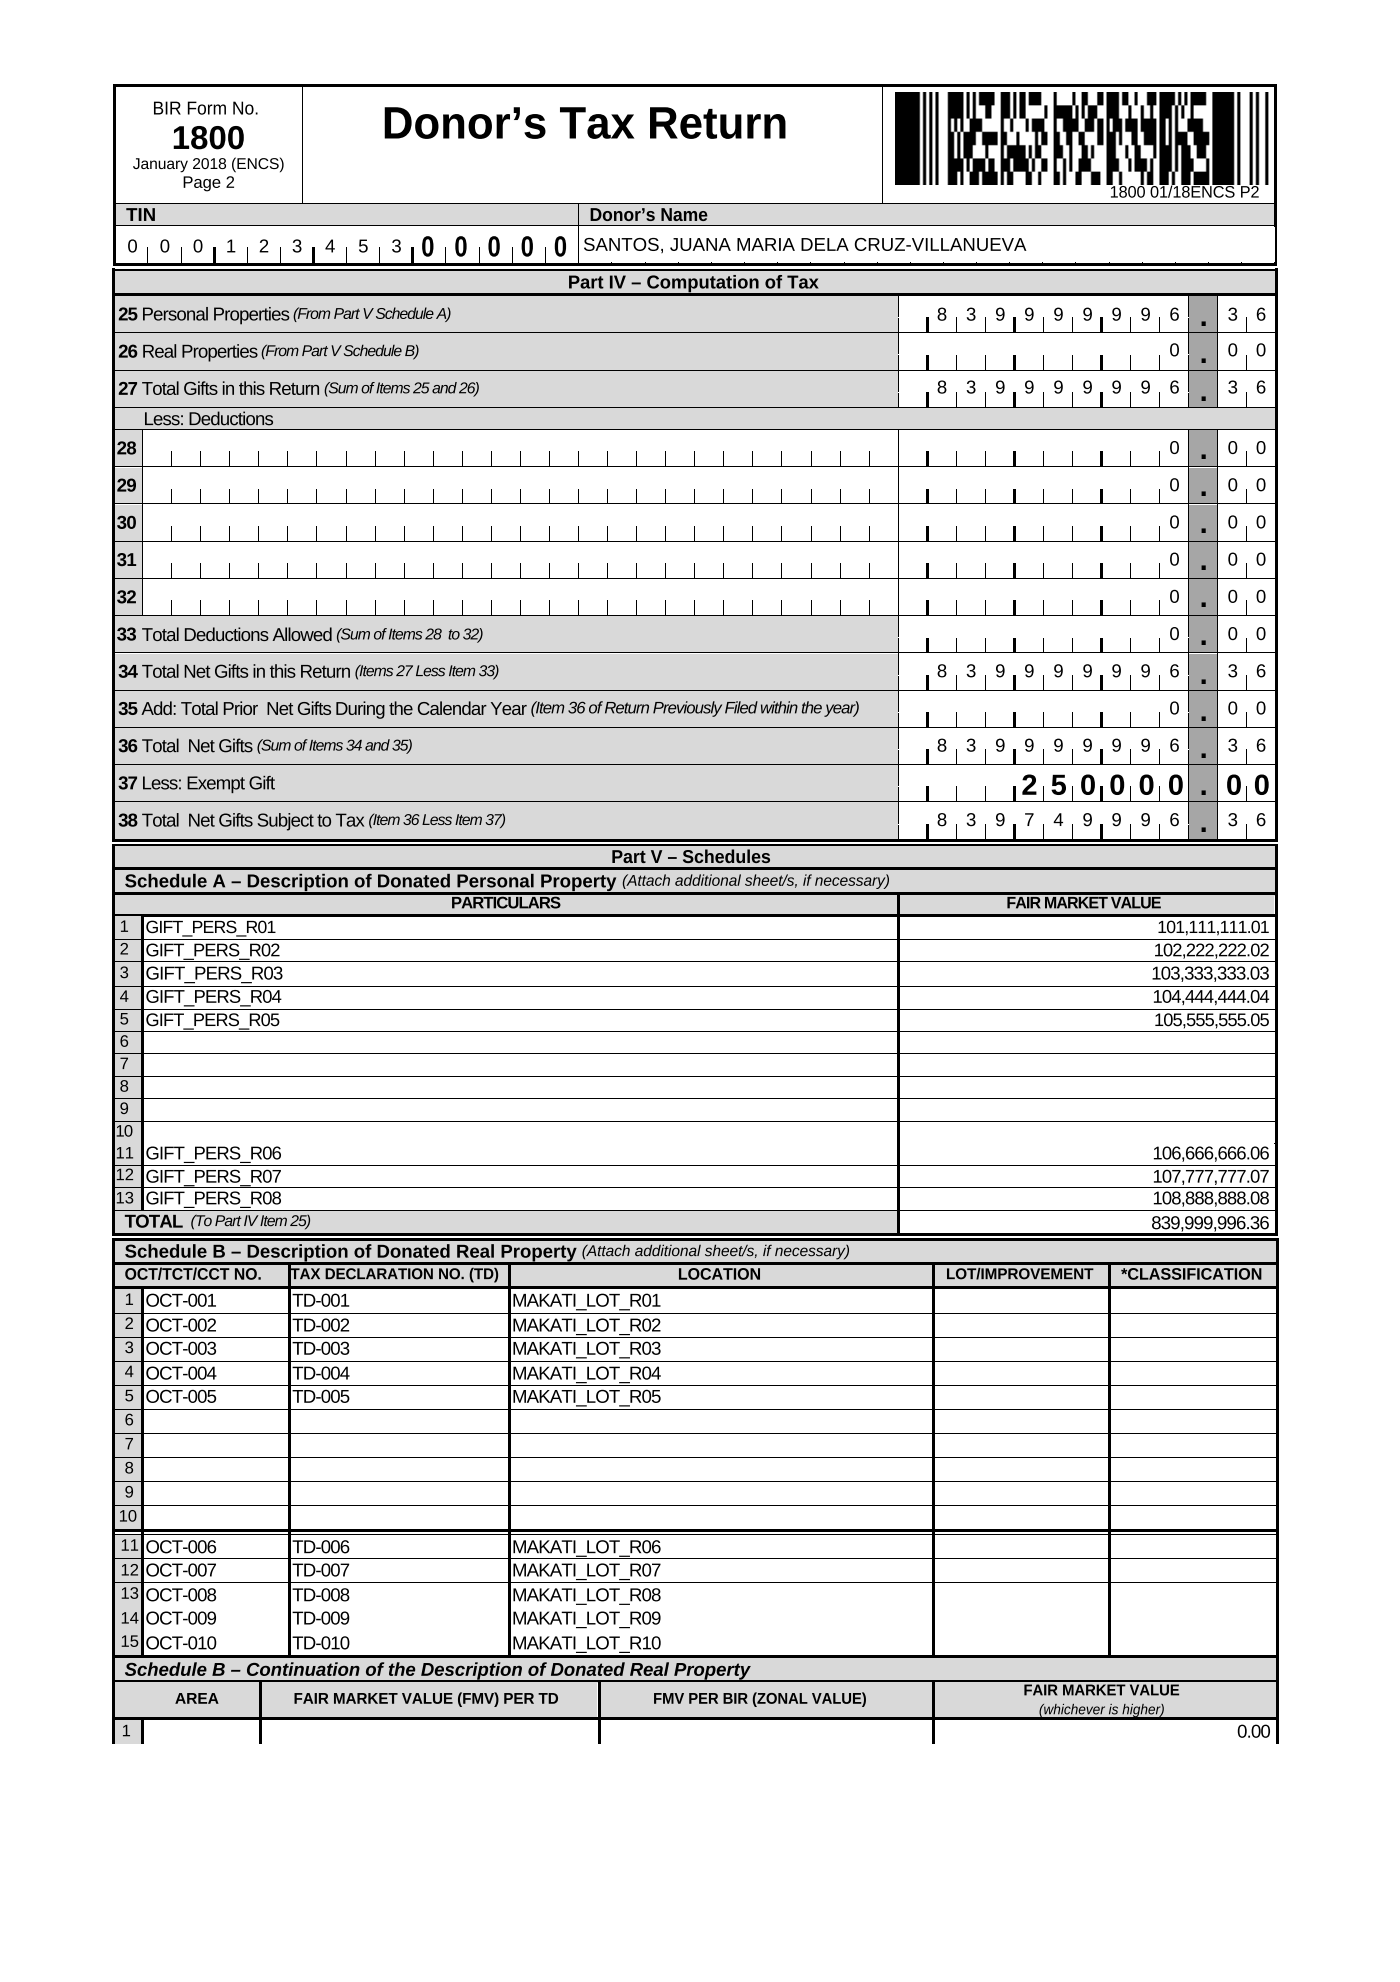 BIR Form No.
1800
January 2018 (ENCS)
Page 2
Donor’s Tax Return
1800 01/18ENCS P2
TIN Donor’s Name
0 0 0 1 2 3 4 5 3 0 0 0 0 0 SANTOS, JUANA MARIA DELA CRUZ-VILLANUEVA
Part IV – Computation of Tax
25 Personal Properties (From Part V Schedule A) 8 3 9 9 9 9 9 9 6 . 3 6
26 Real Properties (From Part V Schedule B) 0 . 0 0
27 Total Gifts in this Return (Sum of Items 25 and 26) 8 3 9 9 9 9 9 9 6 . 3 6
Less: Deductions
28 0 . 0 0
29 0 . 0 0
30 0 . 0 0
31 0 . 0 0
32 0 . 0 0
33 Total Deductions Allowed (Sum of Items 28 to 32) 0 . 0 0
34 Total Net Gifts in this Return (Items 27 Less Item 33) 8 3 9 9 9 9 9 9 6 . 3 6
35 Add: Total Prior Net Gifts During the Calendar Year (Item 36 of Return Previously Filed within the year) 0 . 0 0
36 Total Net Gifts (Sum of Items 34 and 35) 8 3 9 9 9 9 9 9 6 . 3 6
37 Less: Exempt Gift 2 5 0 0 0 0 . 0 0
38 Total Net Gifts Subject to Tax (Item 36 Less Item 37) 8 3 9 7 4 9 9 9 6 . 3 6
Part V – Schedules
Schedule A – Description of Donated Personal Property (Attach additional sheet/s, if necessary)
PARTICULARS FAIR MARKET VALUE
1 GIFT_PERS_R01 101,111,111.01
2 GIFT_PERS_R02 102,222,222.02
3 GIFT_PERS_R03 103,333,333.03
4 GIFT_PERS_R04 104,444,444.04
5 GIFT_PERS_R05 105,555,555.05
6
7
8
9
10
11 GIFT_PERS_R06 106,666,666.06
12 GIFT_PERS_R07 107,777,777.07
13 GIFT_PERS_R08 108,888,888.08
TOTAL (To Part IV Item 25) 839,999,996.36
Schedule B – Description of Donated Real Property (Attach additional sheet/s, if necessary)
OCT/TCT/CCT NO. TAX DECLARATION NO. (TD) LOCATION LOT/IMPROVEMENT *CLASSIFICATION
1 OCT-001 TD-001 MAKATI_LOT_R01
2 OCT-002 TD-002 MAKATI_LOT_R02
3 OCT-003 TD-003 MAKATI_LOT_R03
4 OCT-004 TD-004 MAKATI_LOT_R04
5 OCT-005 TD-005 MAKATI_LOT_R05
6
7
8
9
10
11 OCT-006 TD-006 MAKATI_LOT_R06
12 OCT-007 TD-007 MAKATI_LOT_R07
13 OCT-008 TD-008 MAKATI_LOT_R08
14 OCT-009 TD-009 MAKATI_LOT_R09
15 OCT-010 TD-010 MAKATI_LOT_R10
Schedule B – Continuation of the Description of Donated Real Property
AREA FAIR MARKET VALUE (FMV) PER TD FMV PER BIR (ZONAL VALUE) FAIR MARKET VALUE
(whichever is higher)
1 0.00